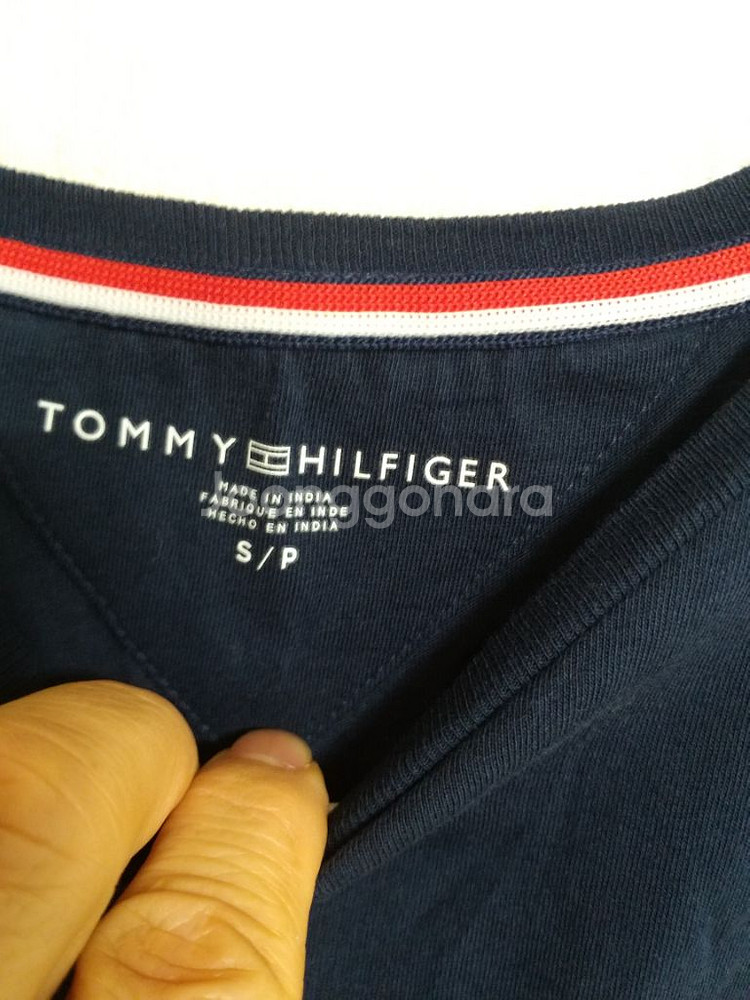 TOMMY HILFIGER
MADE IN INDIA
FABRIQUE EN INDE
HECHO EN INDIA
S/P